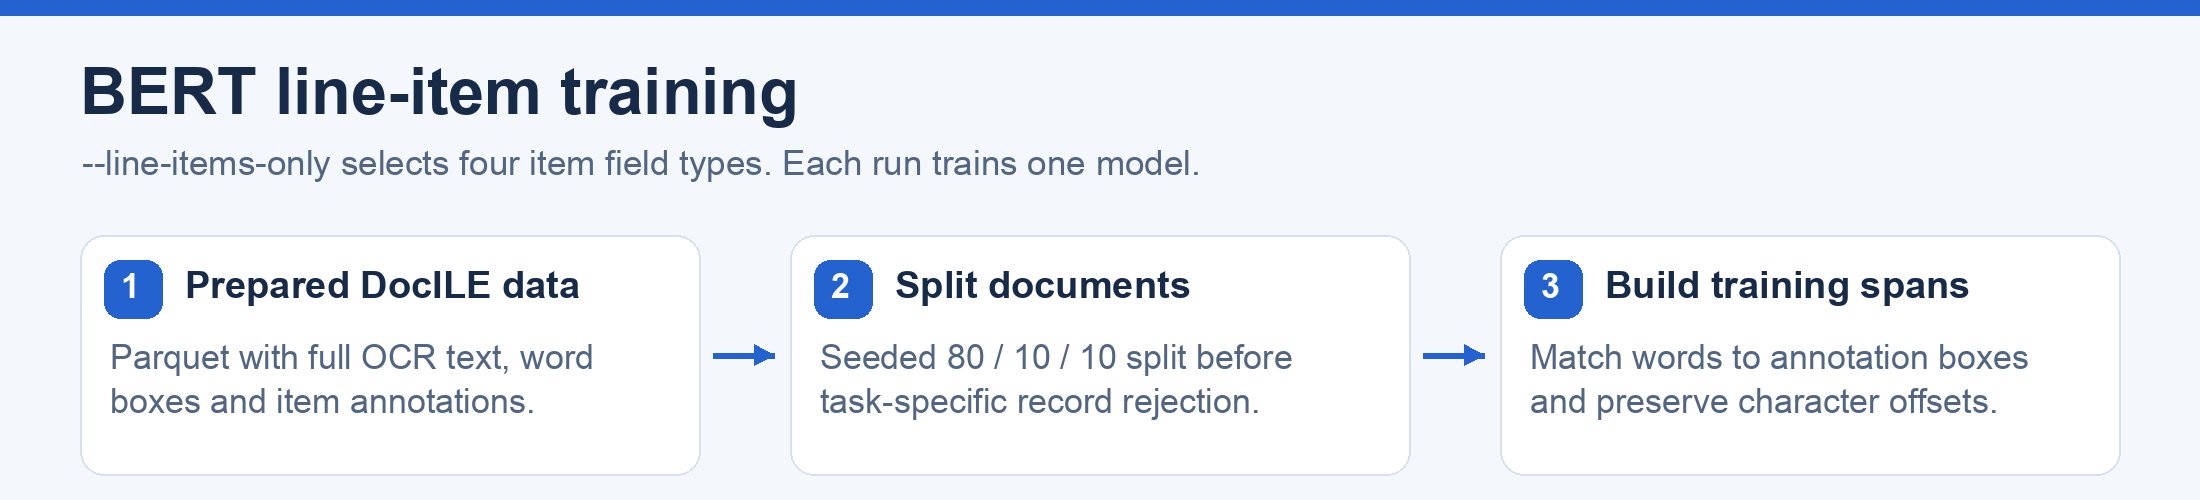 BERT line-item training
--line-items-only selects four item field types. Each run trains one model.
1 Prepared DocILE data
Parquet with full OCR text, word
boxes and item annotations.
2 Split documents
Seeded 80 / 10 / 10 split before
task-specific record rejection.
3 Build training spans
Match words to annotation boxes
and preserve character offsets.